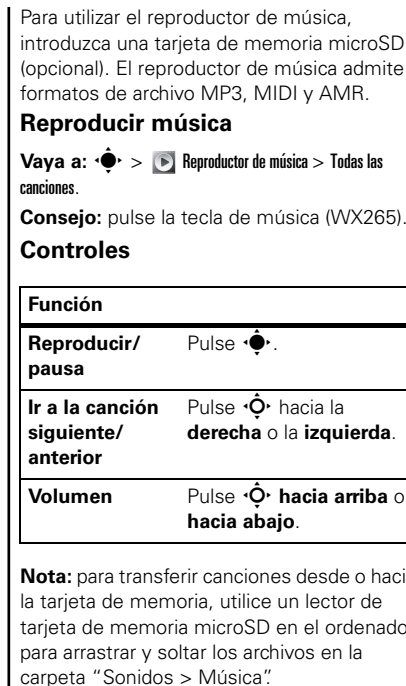 Para utilizar el reproductor de música,
introduzca una tarjeta de memoria microSD
(opcional). El reproductor de música admite
formatos de archivo MP3, MIDI y AMR.
Reproducir música
Vaya a: > Reproductor de música > Todas las
canciones.
Consejo: pulse la tecla de música (WX265).
Controles
Función
Reproducir/ Pulse .
pausa
Ir a la canción Pulse hacia la
siguiente/ derecha o la izquierda.
anterior
Volumen Pulse hacia arriba o
hacia abajo.
Nota: para transferir canciones desde o haci
la tarjeta de memoria, utilice un lector de
tarjeta de memoria microSD en el ordenado
para arrastrar y soltar los archivos en la
carpeta “Sonidos > Música”.